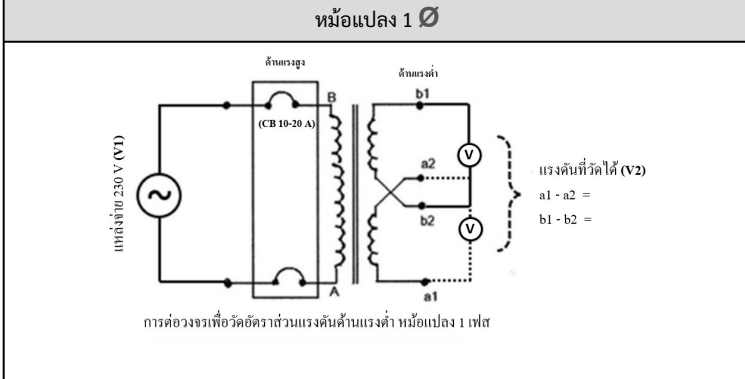 หม้อแปลง 1 Ø
ด้านแรงสูง
ด้านแรงต่ำ
B
b1
(CB 10-20 A)
แหล่งจ่าย 230 V (V1)
V
a2
แรงดันที่วัดได้ (V2)
a1 - a2 =
b2
V
b1 - b2 =
A
a1
การต่อวงจรเพื่อวัดอัตราส่วนแรงดันด้านแรงต่ำ หม้อแปลง 1 เฟส